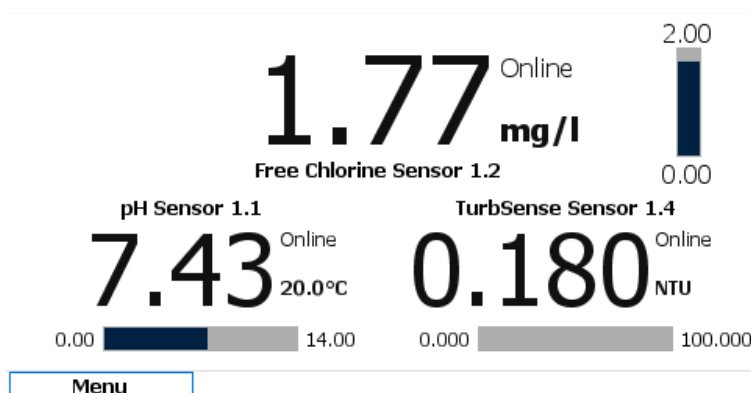 2.00
1.77 Online
mg/l
Free Chlorine Sensor 1.2
0.00
pH Sensor 1.1
7.43 Online
20.0°C
0.00 14.00
TurbSense Sensor 1.4
0.180 Online
NTU
0.000 100.000
Menu